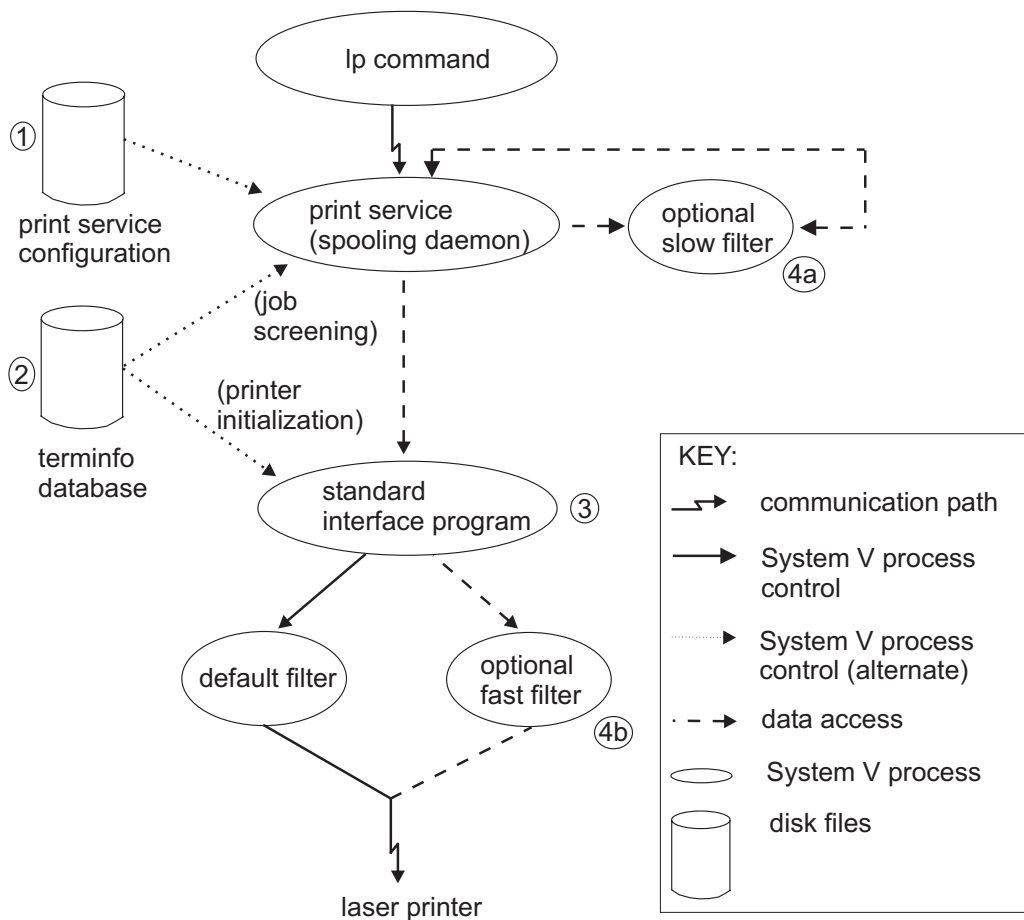 lp command
1
print service
configuration
print service
(spooling daemon)
optional
slow filter
4a
(job
screening)
2
(printer
initialization)
terminfo
database
standard
interface program
3
default filter
optional
fast filter
4b
laser printer
KEY:
communication path
System V process
control
System V process
control (alternate)
data access
System V process
disk files